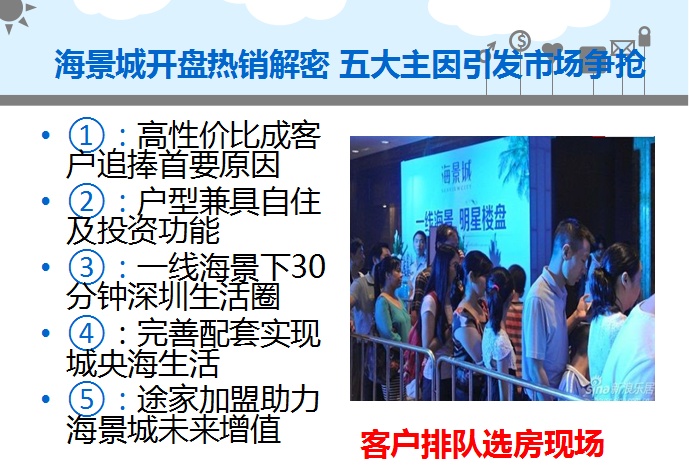 海景城开盘热销解密 五大主因引发市场争抢
• ①：高性价比成客
户追捧首要原因
• ②：户型兼具自住
及投资功能
• ③：一线海景下30
分钟深圳生活圈
• ④：完善配套实现
城央海生活
• ⑤：途家加盟助力
海景城未来增值
海景城
一线海景 明星楼盘
sina新浪乐居
客户排队选房现场